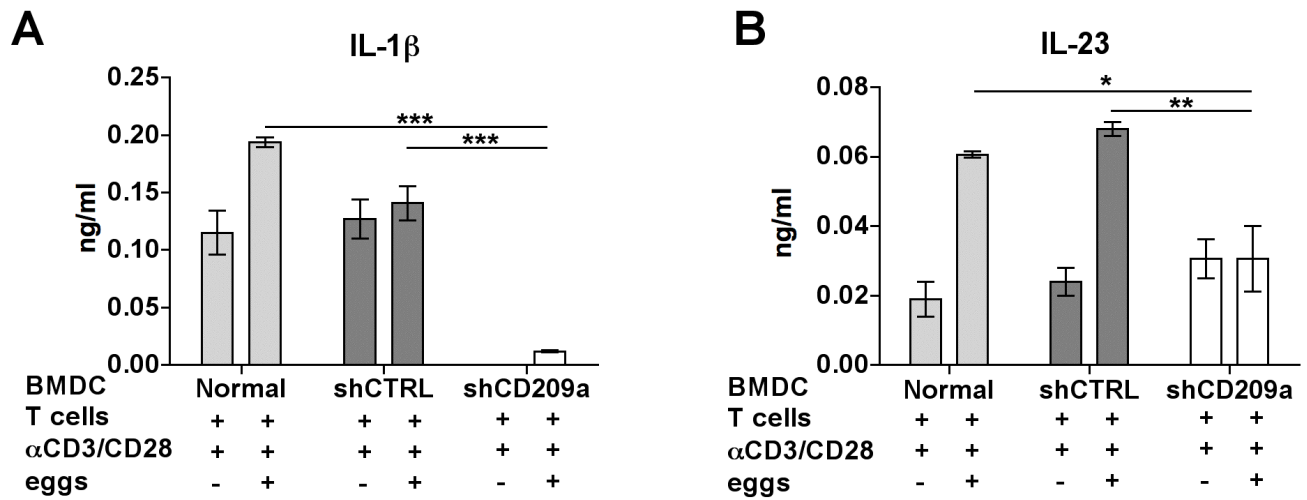 A
IL-1β
ng/ml
0.25
0.20
0.15
0.10
0.05
0.00
***
***
BMDC Normal shCTRL shCD209a
T cells + + + + + +
αCD3/CD28 + + + + + +
eggs - + - + - +
B
IL-23
ng/ml
0.08
0.06
0.04
0.02
0.00
*
**
BMDC Normal shCTRL shCD209a
T cells + + + + + +
αCD3/CD28 + + + + + +
eggs - + - + - +